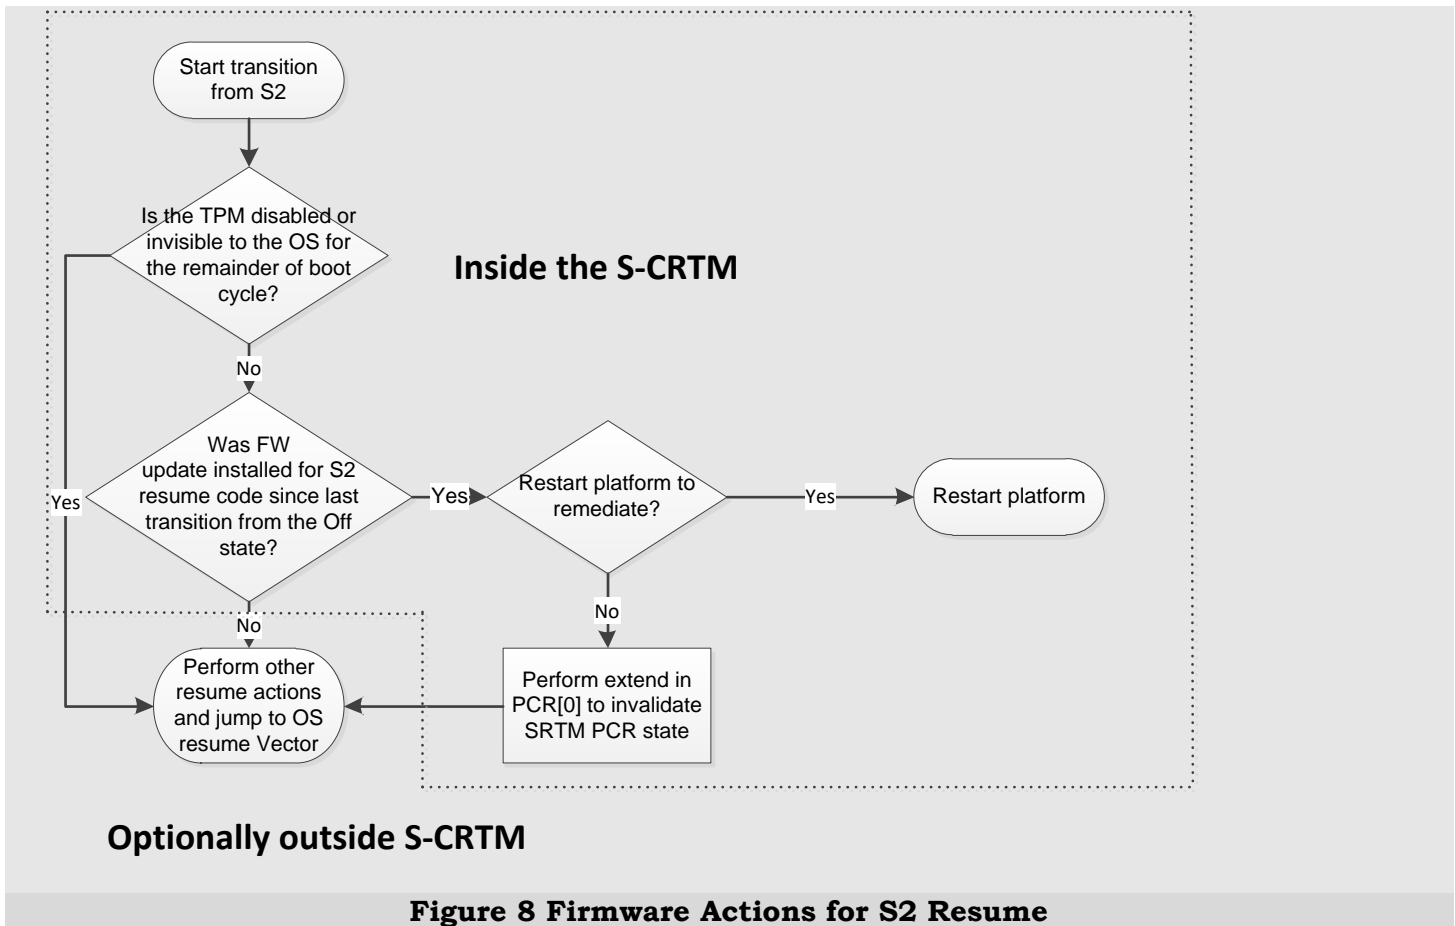 Start transition
from S2
Is the TPM disabled or
invisible to the OS for
the remainder of boot
cycle?
Inside the S-CRTM
No
Was FW
update installed for S2
resume code since last
transition from the Off
state?
Yes
Yes
Restart platform to
remediate?
Yes
Restart platform
No
No
Perform other
resume actions
and jump to OS
resume Vector
Perform extend in
PCR[0] to invalidate
SRTM PCR state
Optionally outside S-CRTM
Figure 8 Firmware Actions for S2 Resume